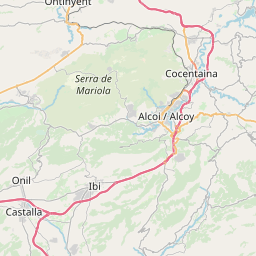 Ontinyent
Cocentaina
Serra de
Mariola
Alcoi / Alcoy
Onil
Ibi
Castalla